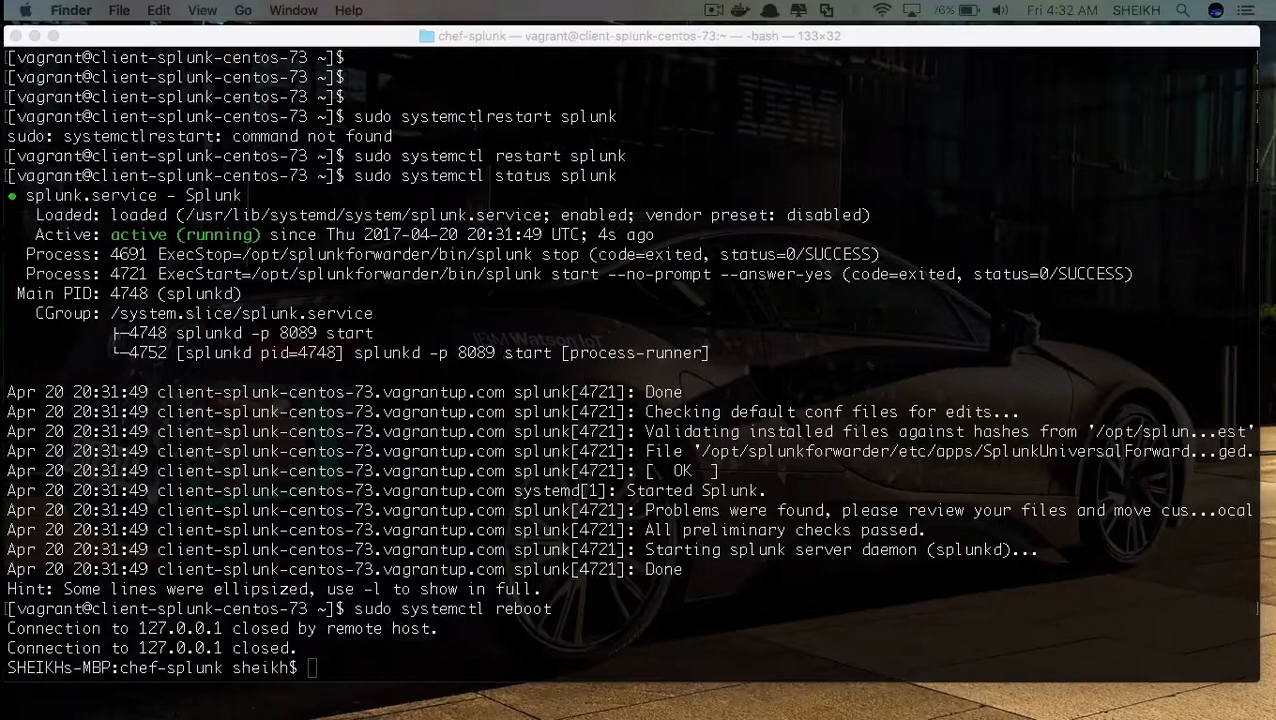 Finder File Edit View Go Window Help 76% Fri 4:32 AM SHEIKH
chef-splunk — vagrant@client-splunk-centos-73:~ — -bash — 133×32
[vagrant@client-splunk-centos-73 ~]$
[vagrant@client-splunk-centos-73 ~]$
[vagrant@client-splunk-centos-73 ~]$
[vagrant@client-splunk-centos-73 ~]$ sudo systemctlrestart splunk
sudo: systemctlrestart: command not found
[vagrant@client-splunk-centos-73 ~]$ sudo systemctl restart splunk
[vagrant@client-splunk-centos-73 ~]$ sudo systemctl status splunk
● splunk.service - Splunk
Loaded: loaded (/usr/lib/systemd/system/splunk.service; enabled; vendor preset: disabled)
Active: active (running) since Thu 2017-04-20 20:31:49 UTC; 4s ago
Process: 4691 ExecStop=/opt/splunkforwarder/bin/splunk stop (code=exited, status=0/SUCCESS)
Process: 4721 ExecStart=/opt/splunkforwarder/bin/splunk start --no-prompt --answer-yes (code=exited, status=0/SUCCESS)
Main PID: 4748 (splunkd)
CGroup: /system.slice/splunk.service
├─4748 splunkd -p 8089 start
└─4752 [splunkd pid=4748] splunkd -p 8089 start [process-runner]
Apr 20 20:31:49 client-splunk-centos-73.vagrantup.com splunk[4721]: Done
Apr 20 20:31:49 client-splunk-centos-73.vagrantup.com splunk[4721]: Checking default conf files for edits...
Apr 20 20:31:49 client-splunk-centos-73.vagrantup.com splunk[4721]: Validating installed files against hashes from '/opt/splun...est'
Apr 20 20:31:49 client-splunk-centos-73.vagrantup.com splunk[4721]: File '/opt/splunkforwarder/etc/apps/SplunkUniversalForward...ged.
Apr 20 20:31:49 client-splunk-centos-73.vagrantup.com splunk[4721]: [  OK  ]
Apr 20 20:31:49 client-splunk-centos-73.vagrantup.com systemd[1]: Started Splunk.
Apr 20 20:31:49 client-splunk-centos-73.vagrantup.com splunk[4721]: Problems were found, please review your files and move cus...ocal
Apr 20 20:31:49 client-splunk-centos-73.vagrantup.com splunk[4721]: All preliminary checks passed.
Apr 20 20:31:49 client-splunk-centos-73.vagrantup.com splunk[4721]: Starting splunk server daemon (splunkd)...
Apr 20 20:31:49 client-splunk-centos-73.vagrantup.com splunk[4721]: Done
Hint: Some lines were ellipsized, use -l to show in full.
[vagrant@client-splunk-centos-73 ~]$ sudo systemctl reboot
Connection to 127.0.0.1 closed by remote host.
Connection to 127.0.0.1 closed.
SHEIKHs-MBP:chef-splunk sheikh$
IBM Watson IoT